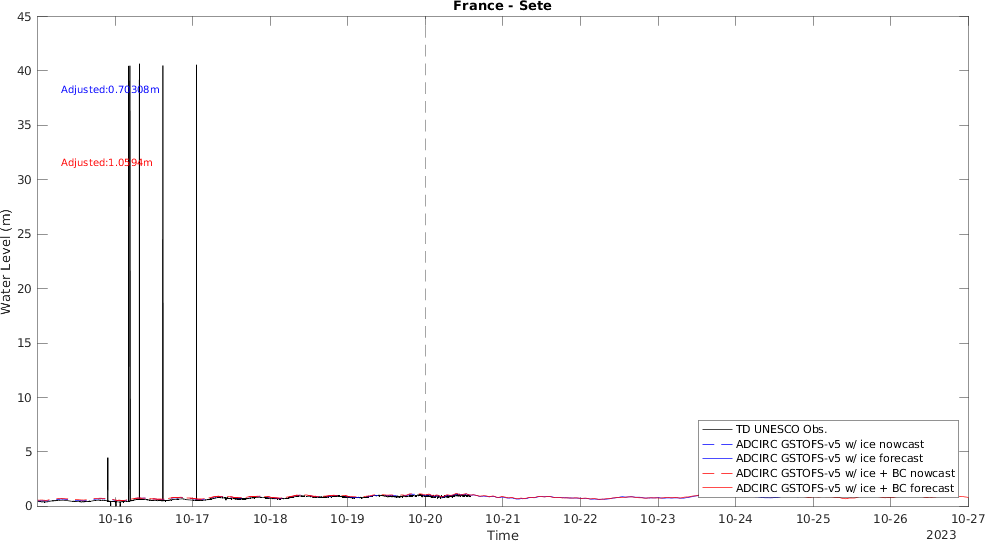 France - Sete
Water Level (m)
45
40
35
30
25
20
15
10
5
0
Adjusted:0.70308m
Adjusted:1.0594m
TD UNESCO Obs.
ADCIRC GSTOFS-v5 w/ ice nowcast
ADCIRC GSTOFS-v5 w/ ice forecast
ADCIRC GSTOFS-v5 w/ ice + BC nowcast
ADCIRC GSTOFS-v5 w/ ice + BC forecast
10-16 10-17 10-18 10-19 10-20 10-21 10-22 10-23 10-24 10-25 10-26 10-27
Time
2023